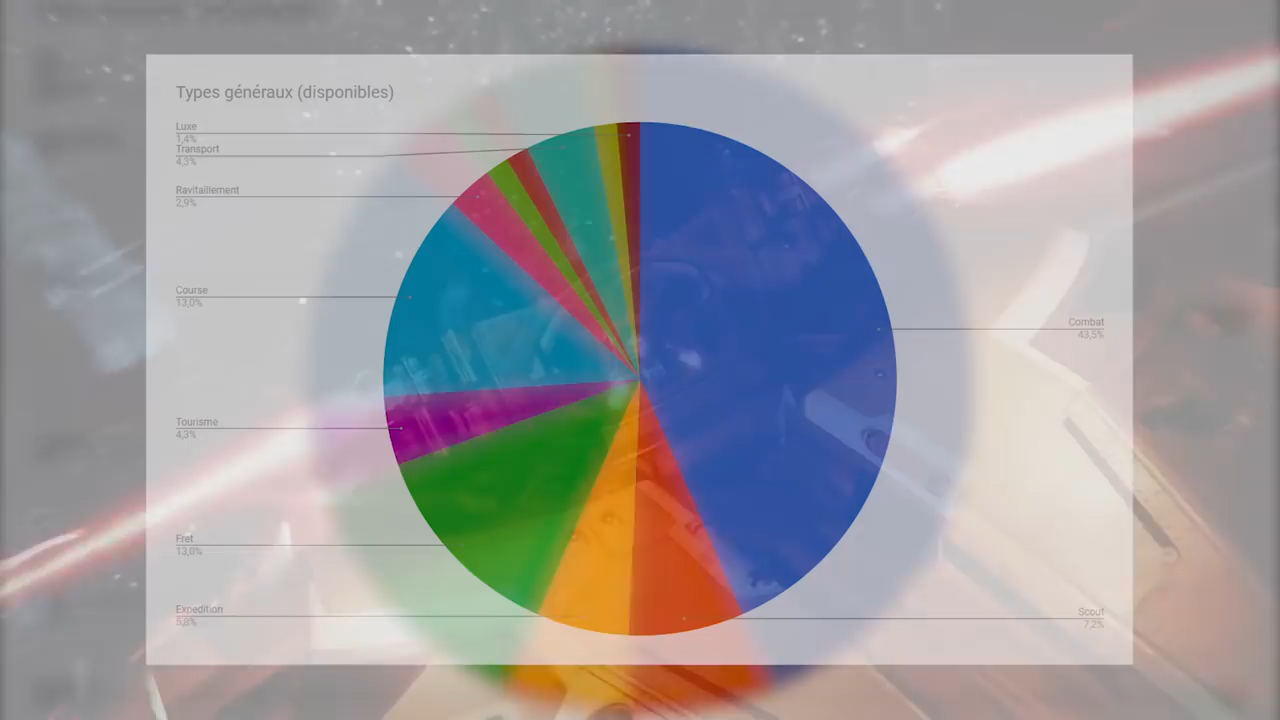 Types généraux (disponibles)
Luxe
1,4%
Transport
4,3%
Ravitaillement
2,9%
Course
13,0%
Tourisme
4,3%
Fret
13,0%
Expedition
5,8%
Combat
43,5%
Scout
7,2%